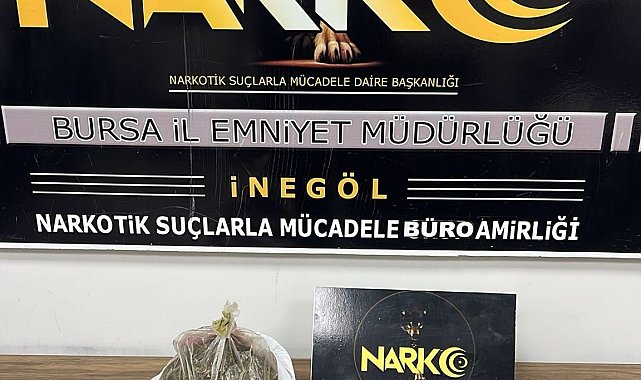 NARKO
NARKOTİK SUÇLARLA MÜCADELE DAİRE BAŞKANLIĞI
BURSA İL EMNİYET MÜDÜRLÜĞÜ
İNEGÖL
NARKOTİK SUÇLARLA MÜCADELE BÜRO AMİRLİĞİ
NARKO